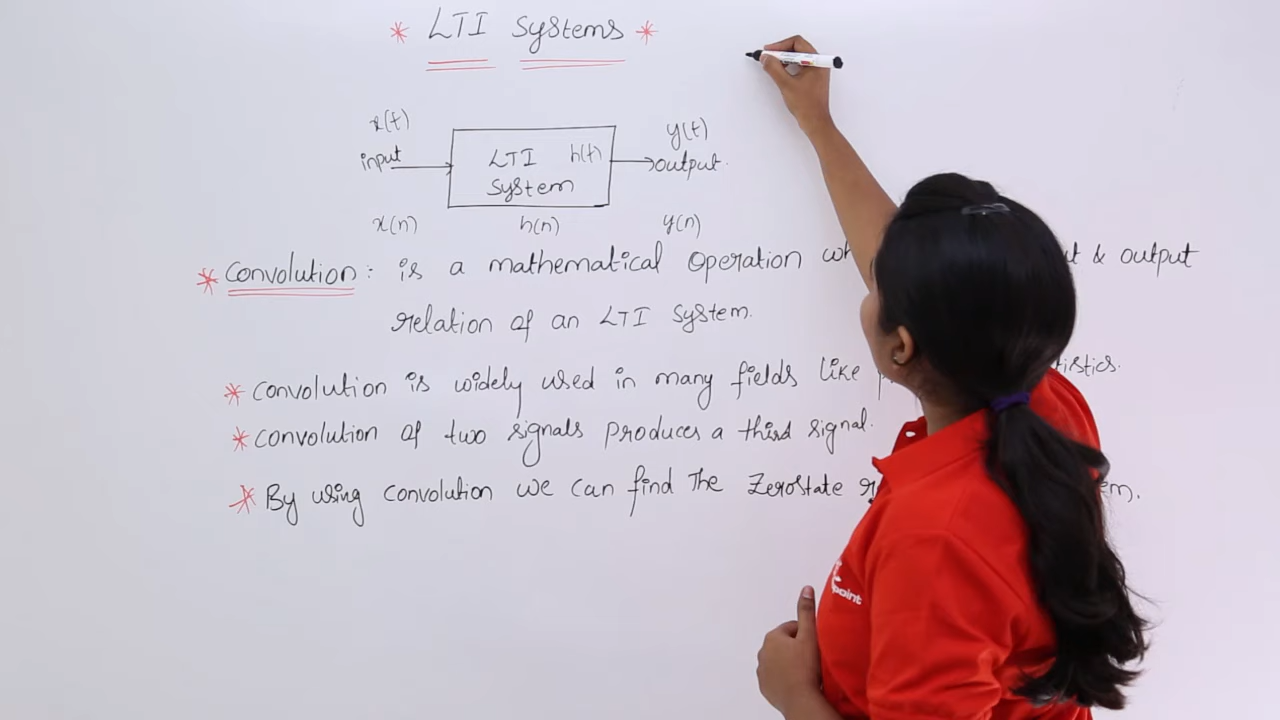 * LTI Systems *
x(t)
input
LTI h(t)
System
y(t)
output
x(n) h(n) y(n)
* Convolution : is a mathematical operation & output
relation of an LTI System.
* Convolution is widely used in many fields like
* Convolution of two signals produces a third signal.
* By using Convolution we can find The Zerostate
point